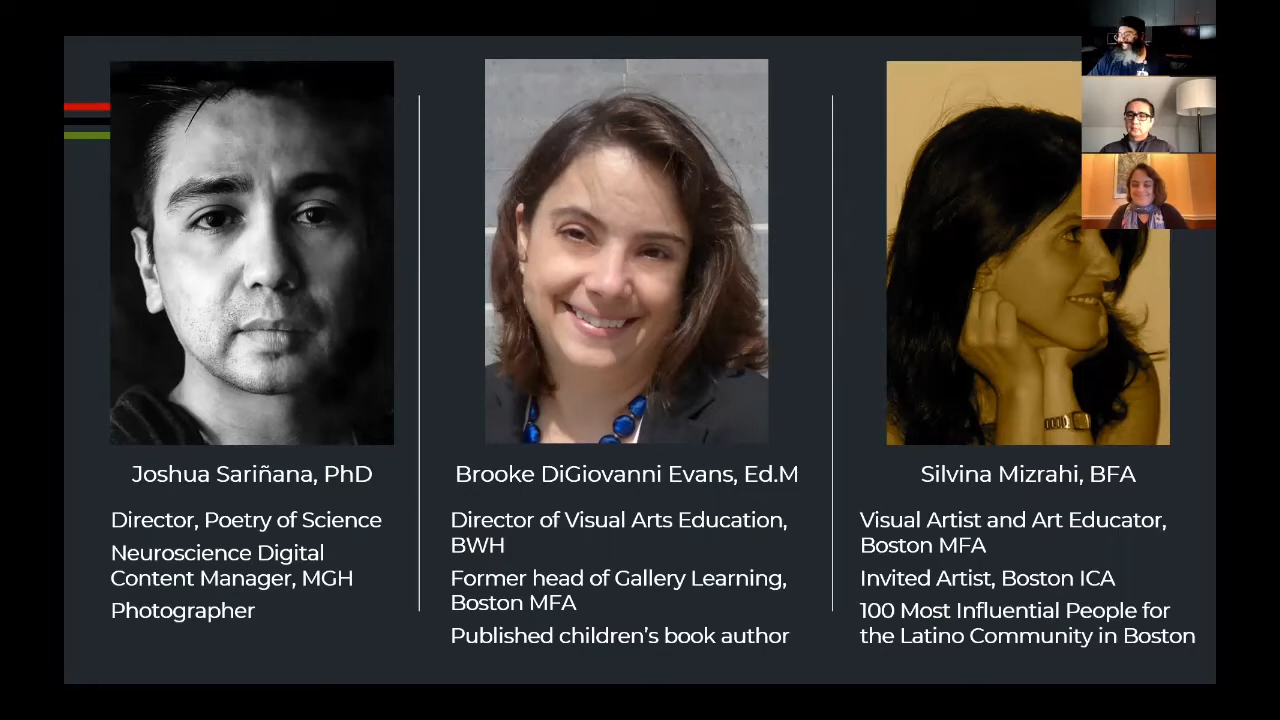 Joshua Sariñana, PhD
Director, Poetry of Science
Neuroscience Digital
Content Manager, MGH
Photographer
Brooke DiGiovanni Evans, Ed.M
Director of Visual Arts Education,
BWH
Former head of Gallery Learning,
Boston MFA
Published children’s book author
Silvina Mizrahi, BFA
Visual Artist and Art Educator,
Boston MFA
Invited Artist, Boston ICA
100 Most Influential People for
the Latino Community in Boston